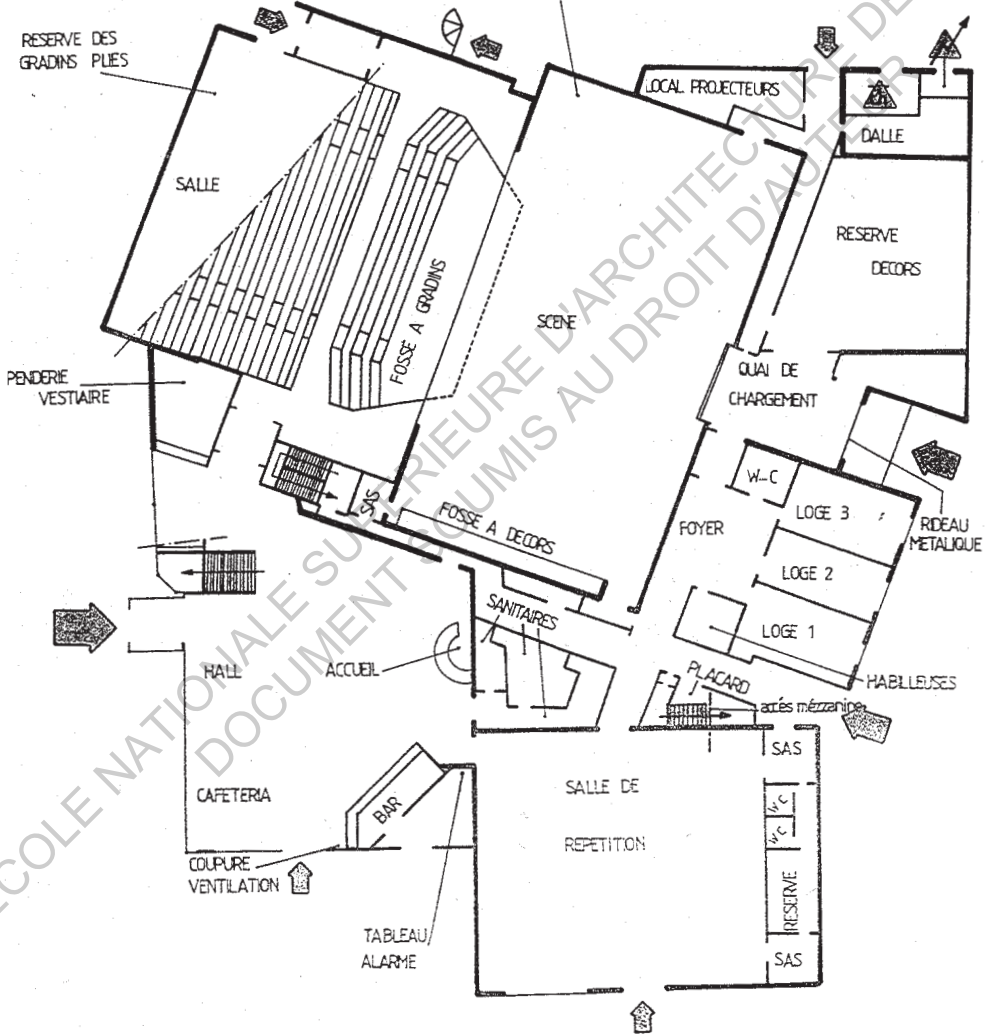 RESERVE DES
GRADINS PLIES
LOCAL PROJECTEURS
DALLE
SALLE
RESERVE
DECORS
FOSSE A GRADINS
SCENE
PENDERIE
VESTIAIRE
QUAI DE
CHARGEMENT
W-C
SAS
FOSSE A DECORS
FOYER
LOGE 3
RIDEAU
METALIQUE
LOGE 2
SANITAIRES
LOGE 1
HALL
ACCUEIL
PLACARD
HABILLEUSES
accés mézzanine
SAS
CAFETERIA
BAR
SALLE DE
REPETITION
W-C
W-C
COUPURE
VENTILATION
RESERVE
TABLEAU
ALARME
SAS
ECOLE NATIONALE SUPERIEURE D'ARCHITECTURE DE
DOCUMENT SOUMIS AU DROIT D'AUTEUR